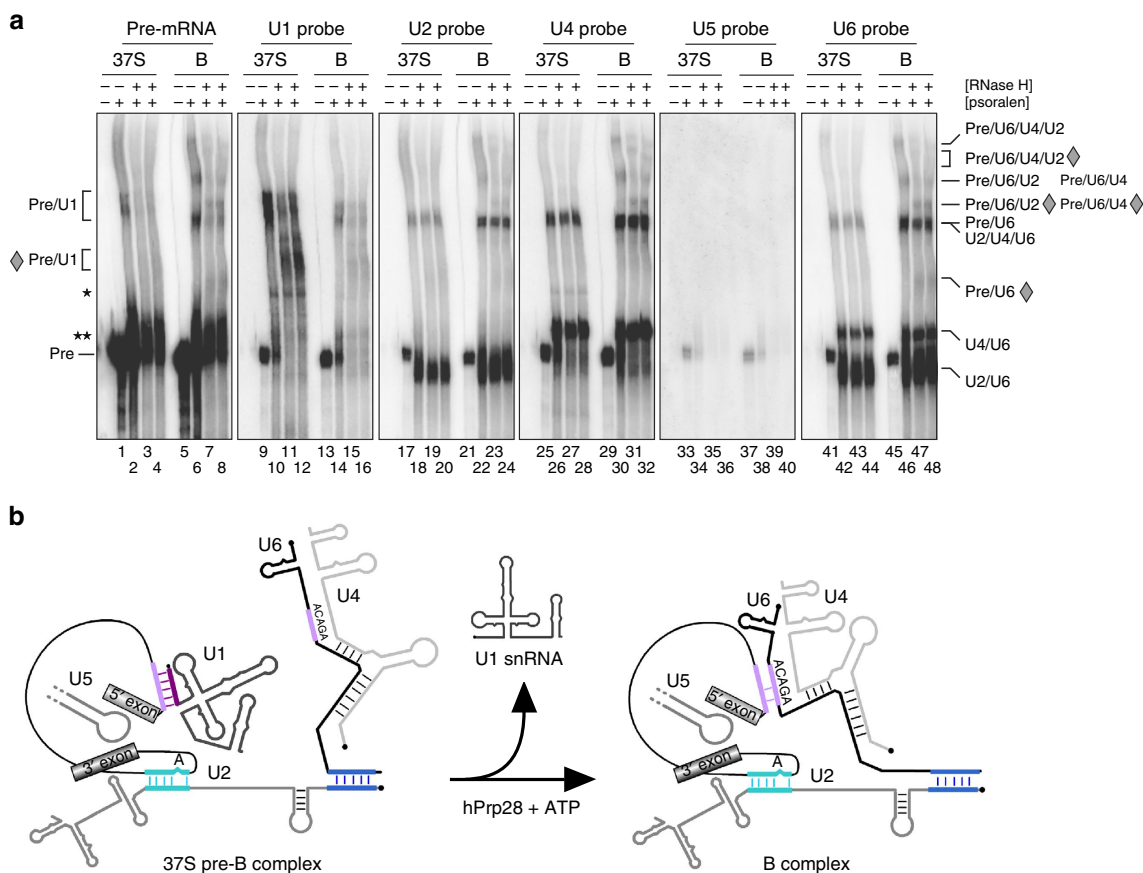 a
Pre-mRNA U1 probe U2 probe U4 probe U5 probe U6 probe
37S B 37S B 37S B 37S B 37S B 37S B
– – + + – – + + – – + + – – + + – – + + – – + + – – + + – – + + – – + + – – + + – – + + – – + + [RNase H]
– + – + – + – + – + – + – + – + – + – + – + – + – + – + – + – + – + – + – + – + – + – + – + – + [psoralen]
Pre/U6/U4/U2
Pre/U6/U4/U2
Pre/U6/U2 Pre/U6/U4
Pre/U1
Pre/U6/U2 Pre/U6/U4
Pre/U6
U2/U4/U6
Pre/U1
★
Pre/U6
★★
U4/U6
Pre
U2/U6
1 3 5 7 9 11 13 15 17 19 21 23 25 27 29 31 33 35 37 39 41 43 45 47
2 4 6 8 10 12 14 16 18 20 22 24 26 28 30 32 34 36 38 40 42 44 46 48
b
U6
U4
ACAGA
U1
U5
5′ exon
3′ exon
A
U2
37S pre-B complex
U1 snRNA
hPrp28 + ATP
U6
U4
ACAGA
U5
5′ exon
3′ exon
A
U2
B complex